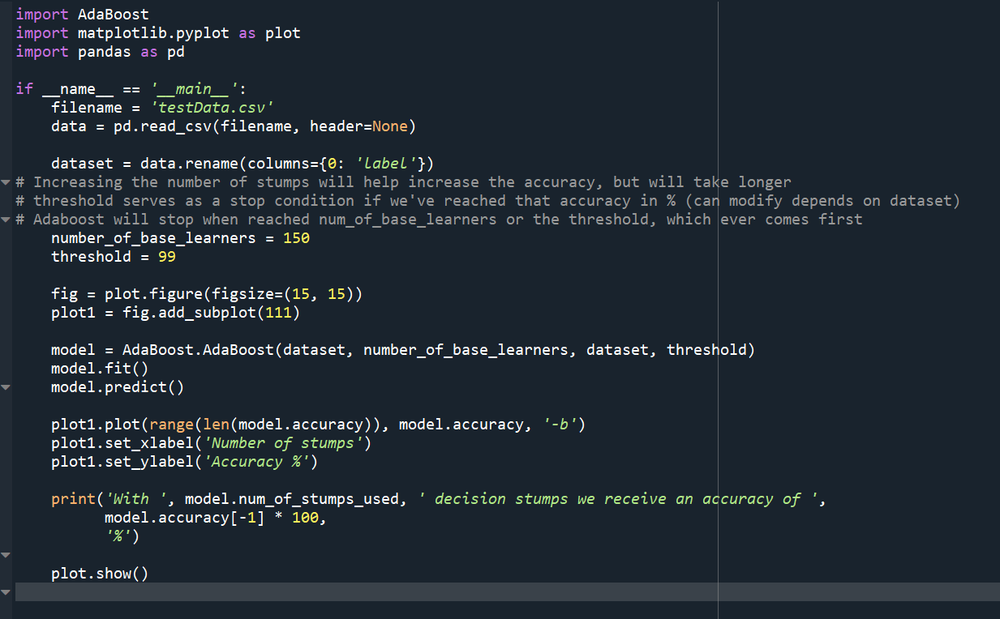 import AdaBoost
import matplotlib.pyplot as plot
import pandas as pd
if __name__ == '__main__':
filename = 'testData.csv'
data = pd.read_csv(filename, header=None)
dataset = data.rename(columns={0: 'label'})
# Increasing the number of stumps will help increase the accuracy, but will take longer
# threshold serves as a stop condition if we've reached that accuracy in % (can modify depends on dataset)
# Adaboost will stop when reached num_of_base_learners or the threshold, which ever comes first
number_of_base_learners = 150
threshold = 99
fig = plot.figure(figsize=(15, 15))
plot1 = fig.add_subplot(111)
model = AdaBoost.AdaBoost(dataset, number_of_base_learners, dataset, threshold)
model.fit()
model.predict()
plot1.plot(range(len(model.accuracy)), model.accuracy, '-b')
plot1.set_xlabel('Number of stumps')
plot1.set_ylabel('Accuracy %')
print('With ', model.num_of_stumps_used, ' decision stumps we receive an accuracy of ',
model.accuracy[-1] * 100,
'%')
plot.show()